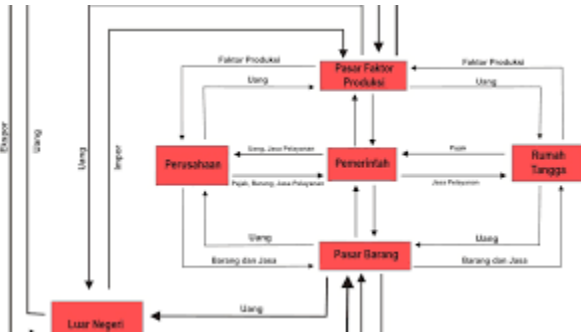 Faktor Produksi
Pasar Faktor
Produksi
Faktor Produksi
Uang
Uang
Ekspor
Uang
Uang
Impor
Perusahaan
Uang, Jasa Pelayanan
Pemerintah
Pajak
Rumah
Tangga
Pajak, Barang, Jasa Pelayanan
Jasa Pelayanan
Uang
Uang
Pasar Barang
Barang dan Jasa
Barang dan Jasa
Uang
Luar Negeri